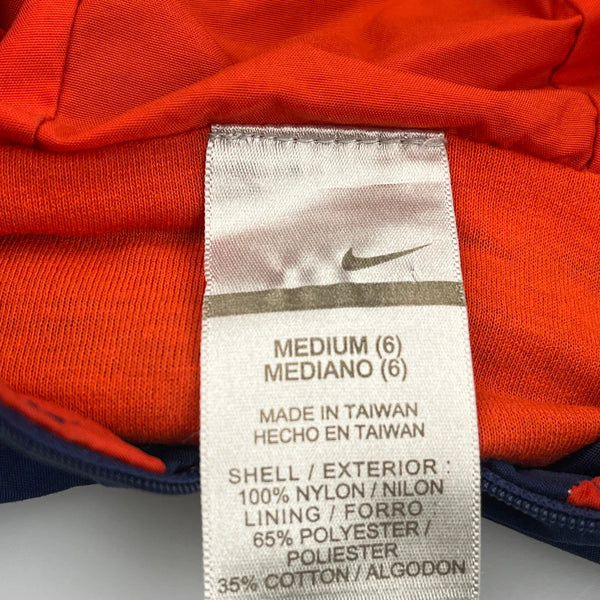 MEDIUM (6)
MEDIANO (6)
MADE IN TAIWAN
HECHO EN TAIWAN
SHELL / EXTERIOR :
100% NYLON / NILON
LINING / FORRO :
65% POLYESTER /
POLIESTER
35% COTTON / ALGODON